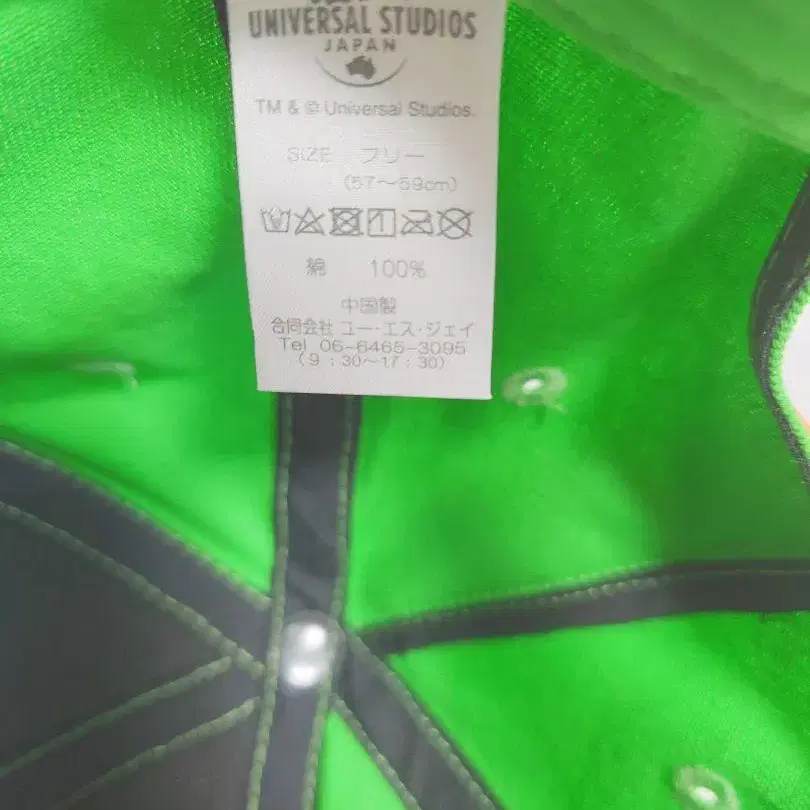 UNIVERSAL STUDIOS
JAPAN
TM & © Universal Studios.
SIZE フリー
(57～59cm)
綿 100%
中国製
合同会社 ユー・エス・ジェイ
Tel 06-6465-3095
(9:30～17:30)